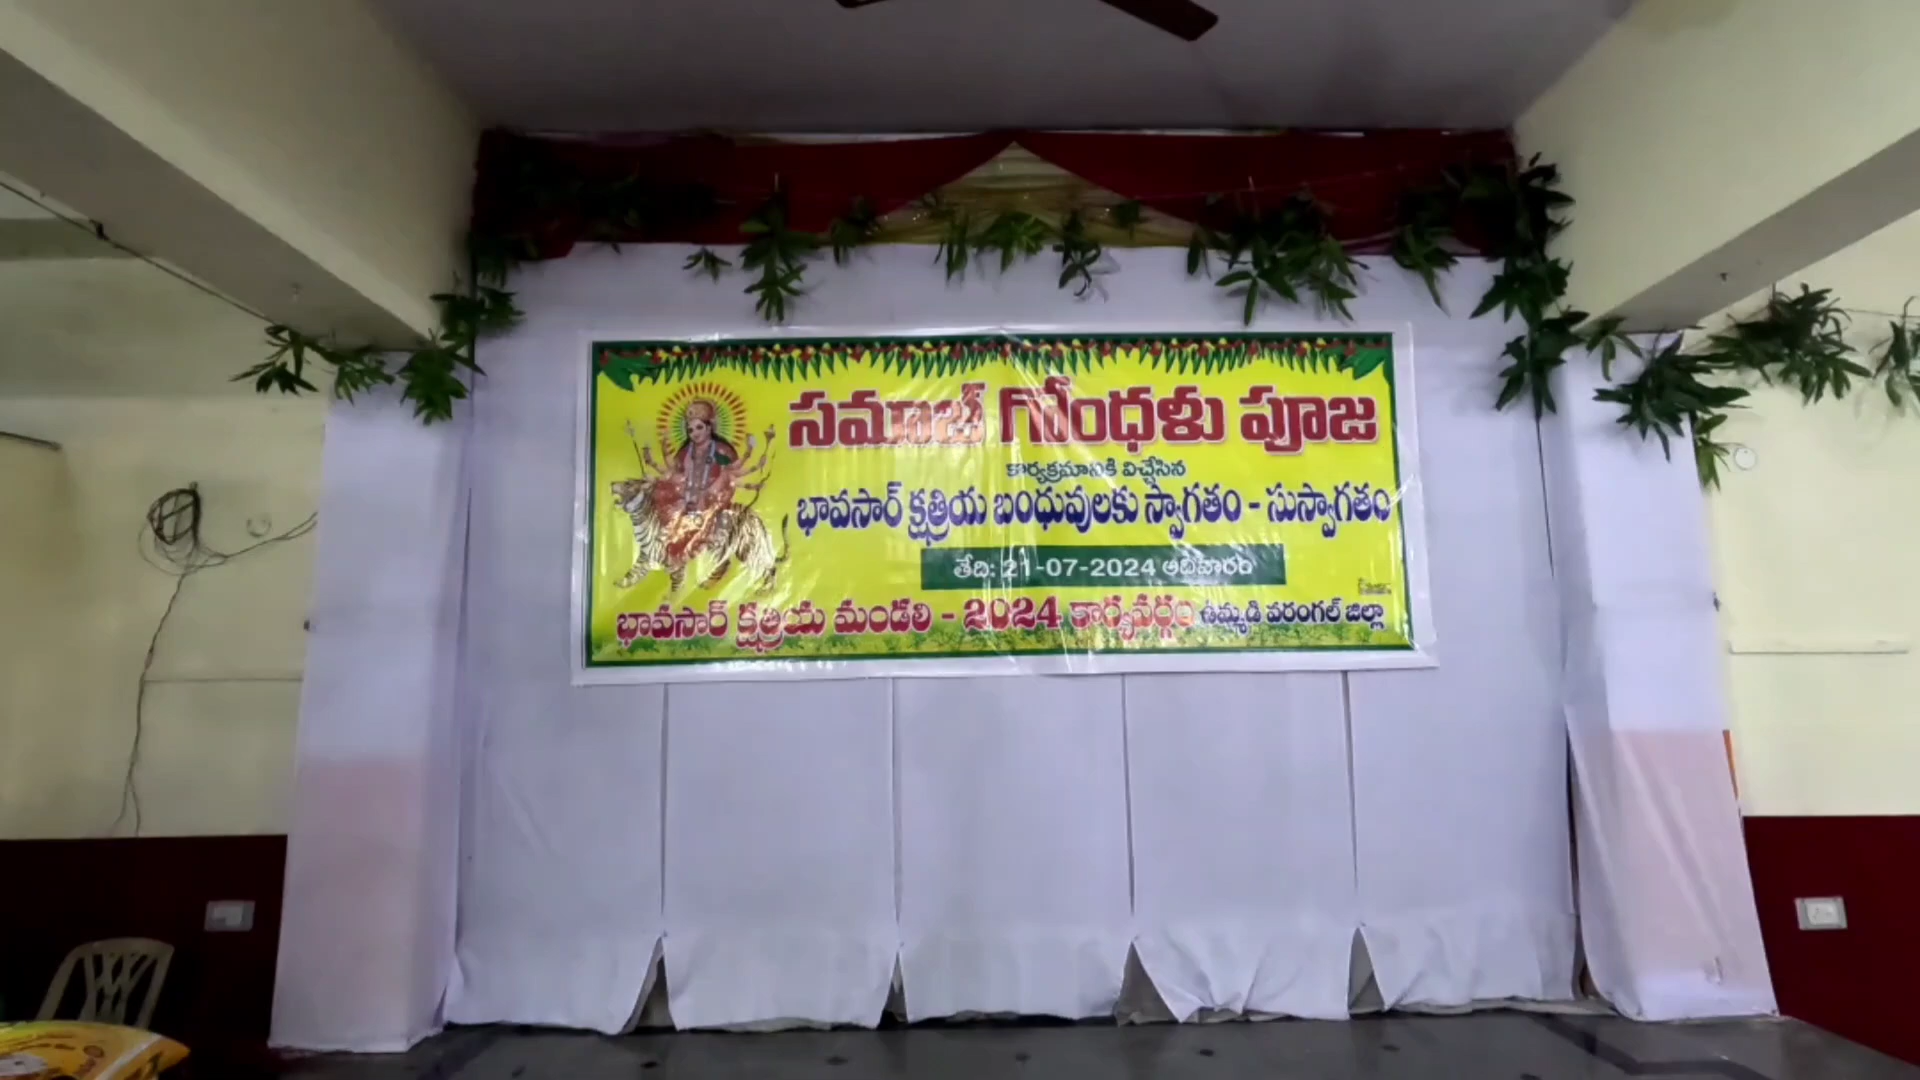 సమాజ్ గోంధళు పూజ
కార్యక్రమానికి విచ్చేసిన
భావసార్ క్షత్రియ బంధువులకు స్వాగతం - సుస్వాగతం
తేది: 21-07-2024 ఆదివారం
భావసార్ క్షత్రియ మండలి - 2024 కార్యవర్గం ఉమ్మడి వరంగల్ జిల్లా